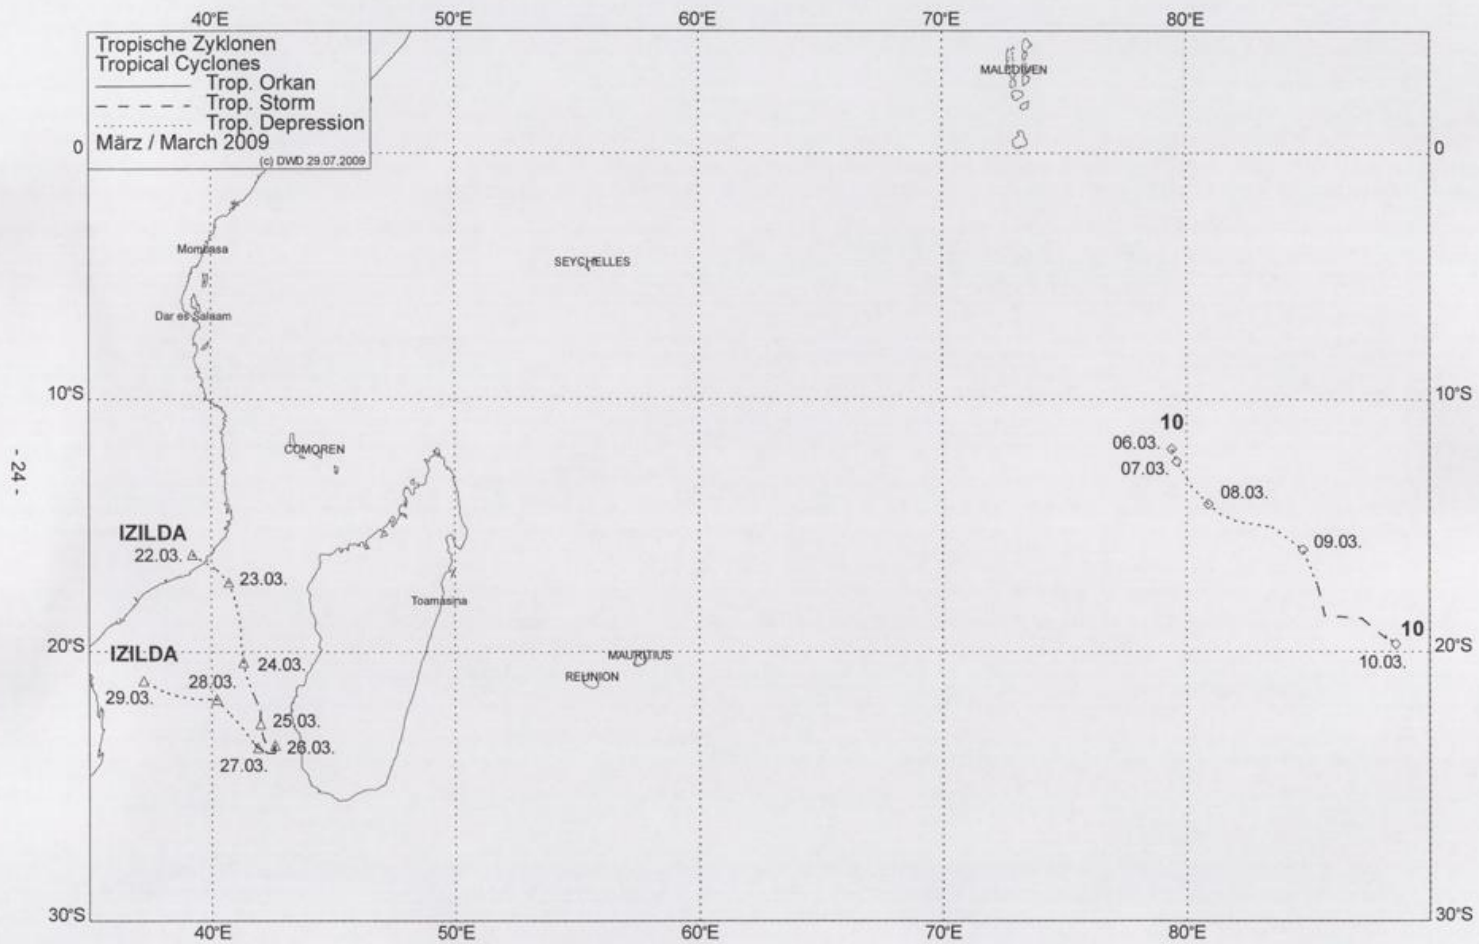 40°E 50°E 60°E 70°E 80°E
Tropische Zyklonen
Tropical Cyclones
Trop. Orkan
Trop. Storm
Trop. Depression
März / March 2009
(c) DWD 29.07.2009
MALEDIVEN
0 0
Mombasa
SEYCHELLES
Dar es Salaam
10°S 10°S
10
06.03.
07.03.
COMOREN
- 24 -
08.03.
IZILDA
22.03.
09.03.
23.03.
Toamasina
10
20°S 20°S
IZILDA
MAURITIUS
10.03.
24.03.
REUNION
28.03.
29.03.
25.03.
26.03.
27.03.
30°S 30°S
40°E 50°E 60°E 70°E 80°E